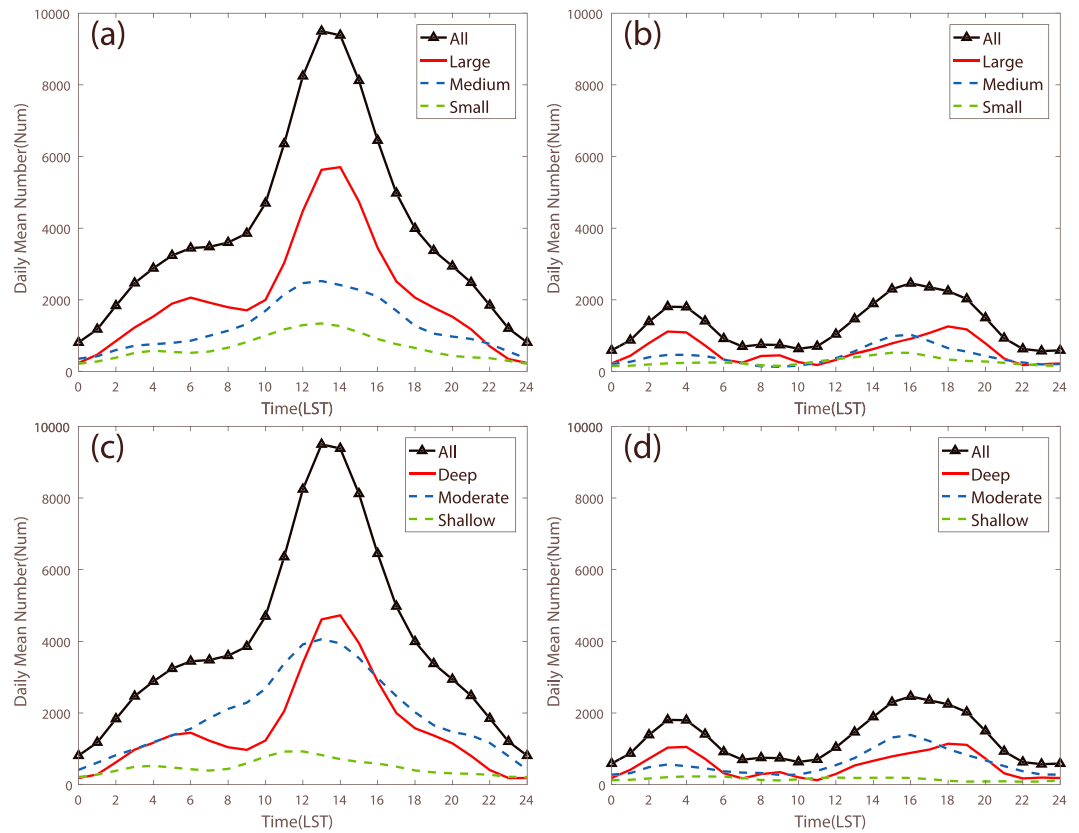 (a)
All
Large
Medium
Small
10000
8000
6000
4000
2000
0
Daily Mean Number(Num)
0 2 4 6 8 10 12 14 16 18 20 22 24
Time(LST)
(b)
All
Large
Medium
Small
10000
8000
6000
4000
2000
0
Daily Mean Number(Num)
0 2 4 6 8 10 12 14 16 18 20 22 24
Time(LST)
(c)
All
Deep
Moderate
Shallow
10000
8000
6000
4000
2000
0
Daily Mean Number(Num)
0 2 4 6 8 10 12 14 16 18 20 22 24
Time(LST)
(d)
All
Deep
Moderate
Shallow
10000
8000
6000
4000
2000
0
Daily Mean Number(Num)
0 2 4 6 8 10 12 14 16 18 20 22 24
Time(LST)